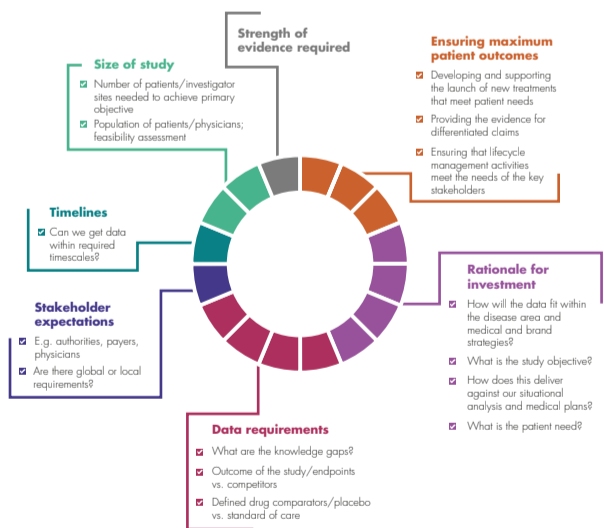 Strength of
evidence required
Ensuring maximum
patient outcomes
Developing and supporting
the launch of new treatments
that meet patient needs
Providing the evidence for
differentiated claims
Ensuring that lifecycle
management activities
meet the needs of the key
stakeholders
Rationale for
investment
How will the data fit within
the disease area and
medical and brand
strategies?
What is the study objective?
How does this deliver
against our situational
analysis and medical plans?
What is the patient need?
Data requirements
What are the knowledge gaps?
Outcome of the study/endpoints
vs. competitors
Defined drug comparators/placebo
vs. standard of care
Stakeholder
expectations
E.g. authorities, payers,
physicians
Are there global or local
requirements?
Timelines
Can we get data
within required
timescales?
Size of study
Number of patients/investigator
sites needed to achieve primary
objective
Population of patients/physicians;
feasibility assessment